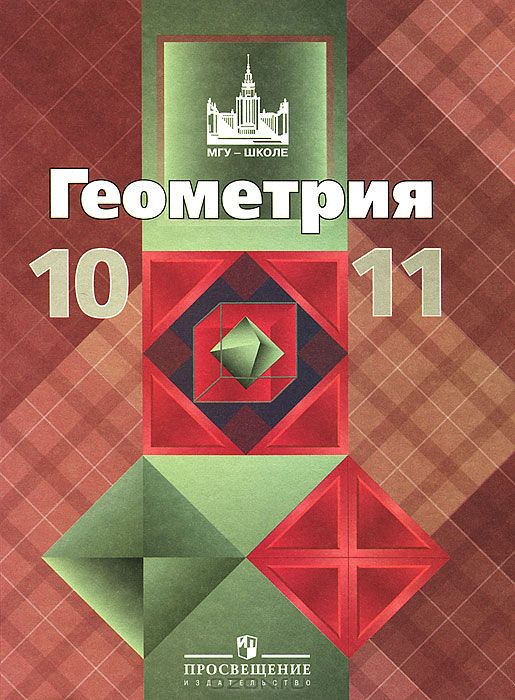 МГУ – ШКОЛЕ
Геометрия
10 11
ПРОСВЕЩЕНИЕ
ИЗДАТЕЛЬСТВО